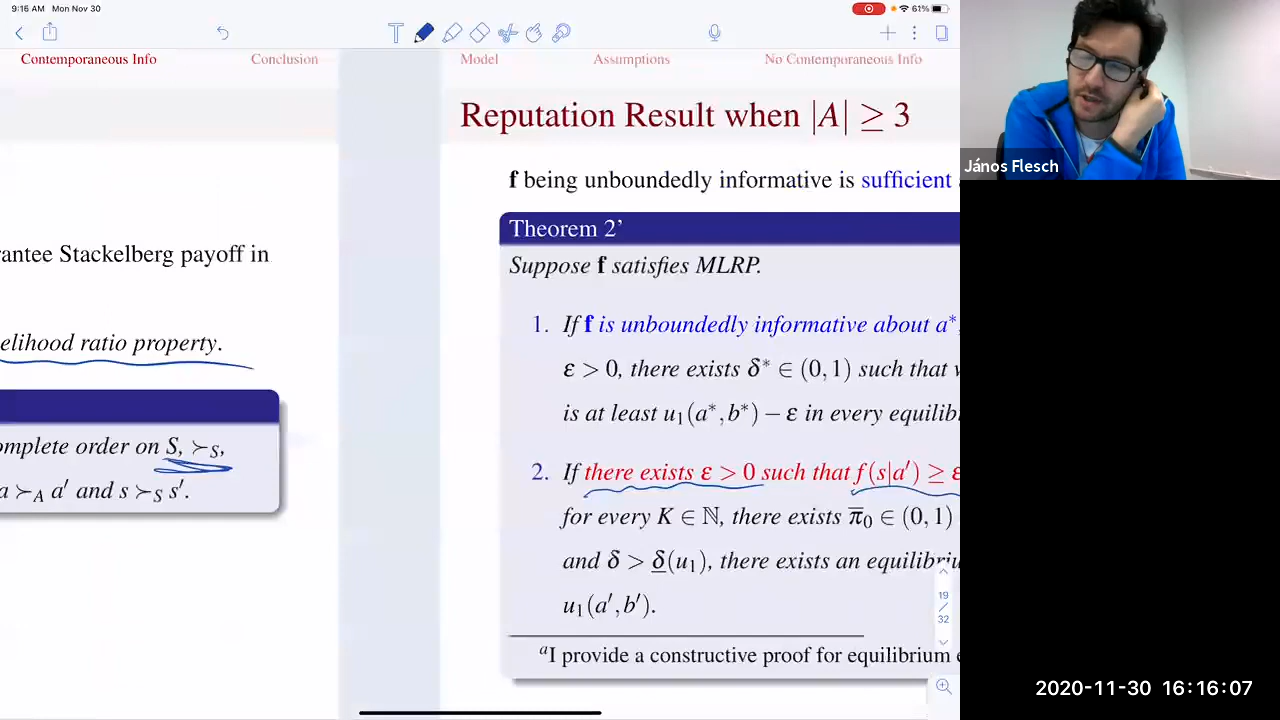 9:16 AM Mon Nov 30
61%
Contemporaneous Info
Conclusion
rantee Stackelberg payoff in
elihood ratio property.
omplete order on S, ≻S,
a ≻A a′ and s ≻S s′.
Model
Assumptions
No Contemporaneous Info
Reputation Result when |A| ≥ 3
f being unboundedly informative is sufficient
Theorem 2’
Suppose f satisfies MLRP.
1. If f is unboundedly informative about a*,
ε > 0, there exists δ* ∈ (0,1) such that
is at least u1(a*,b*) − ε in every equilib
2. If there exists ε > 0 such that f(s|a′) ≥ ε
for every K ∈ ℕ, there exists π̄0 ∈ (0,1)
and δ > δ̲(u1), there exists an equilibriu
u1(a′,b′).
aI provide a constructive proof for equilibrium
19
/
32
János Flesch
2020-11-30 16:16:07